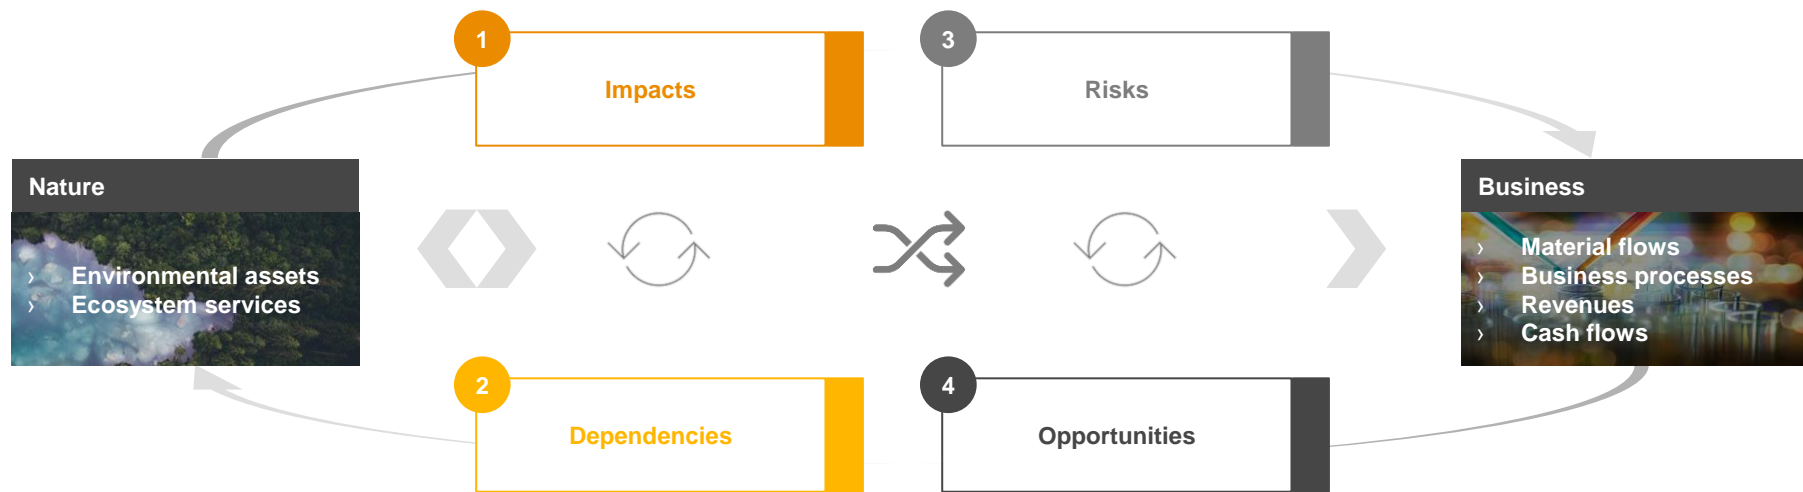 1
Impacts
3
Risks
Nature
› Environmental assets
› Ecosystem services
Business
› Material flows
› Business processes
› Revenues
› Cash flows
2
Dependencies
4
Opportunities